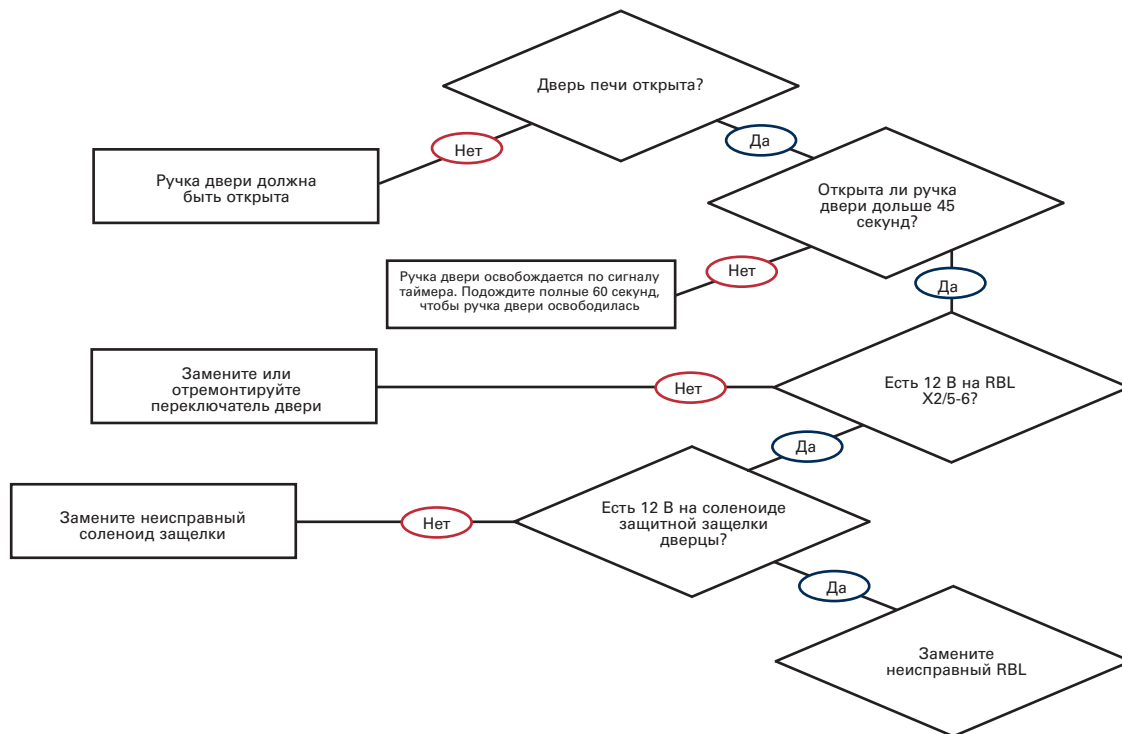 Дверь печи открыта?
Нет
Да
Ручка двери должна
быть открыта
Открыта ли ручка
двери дольше 45
секунд?
Ручка двери освобождается по сигналу
таймера. Подождите полные 60 секунд,
чтобы ручка двери освободилась
Нет
Да
Замените или
отремонтируйте
переключатель двери
Нет
Есть 12 В на RBL
X2/5-6?
Да
Замените неисправный
соленоид защелки
Нет
Есть 12 В на соленоиде
защитной защелки
дверцы?
Да
Замените
неисправный RBL